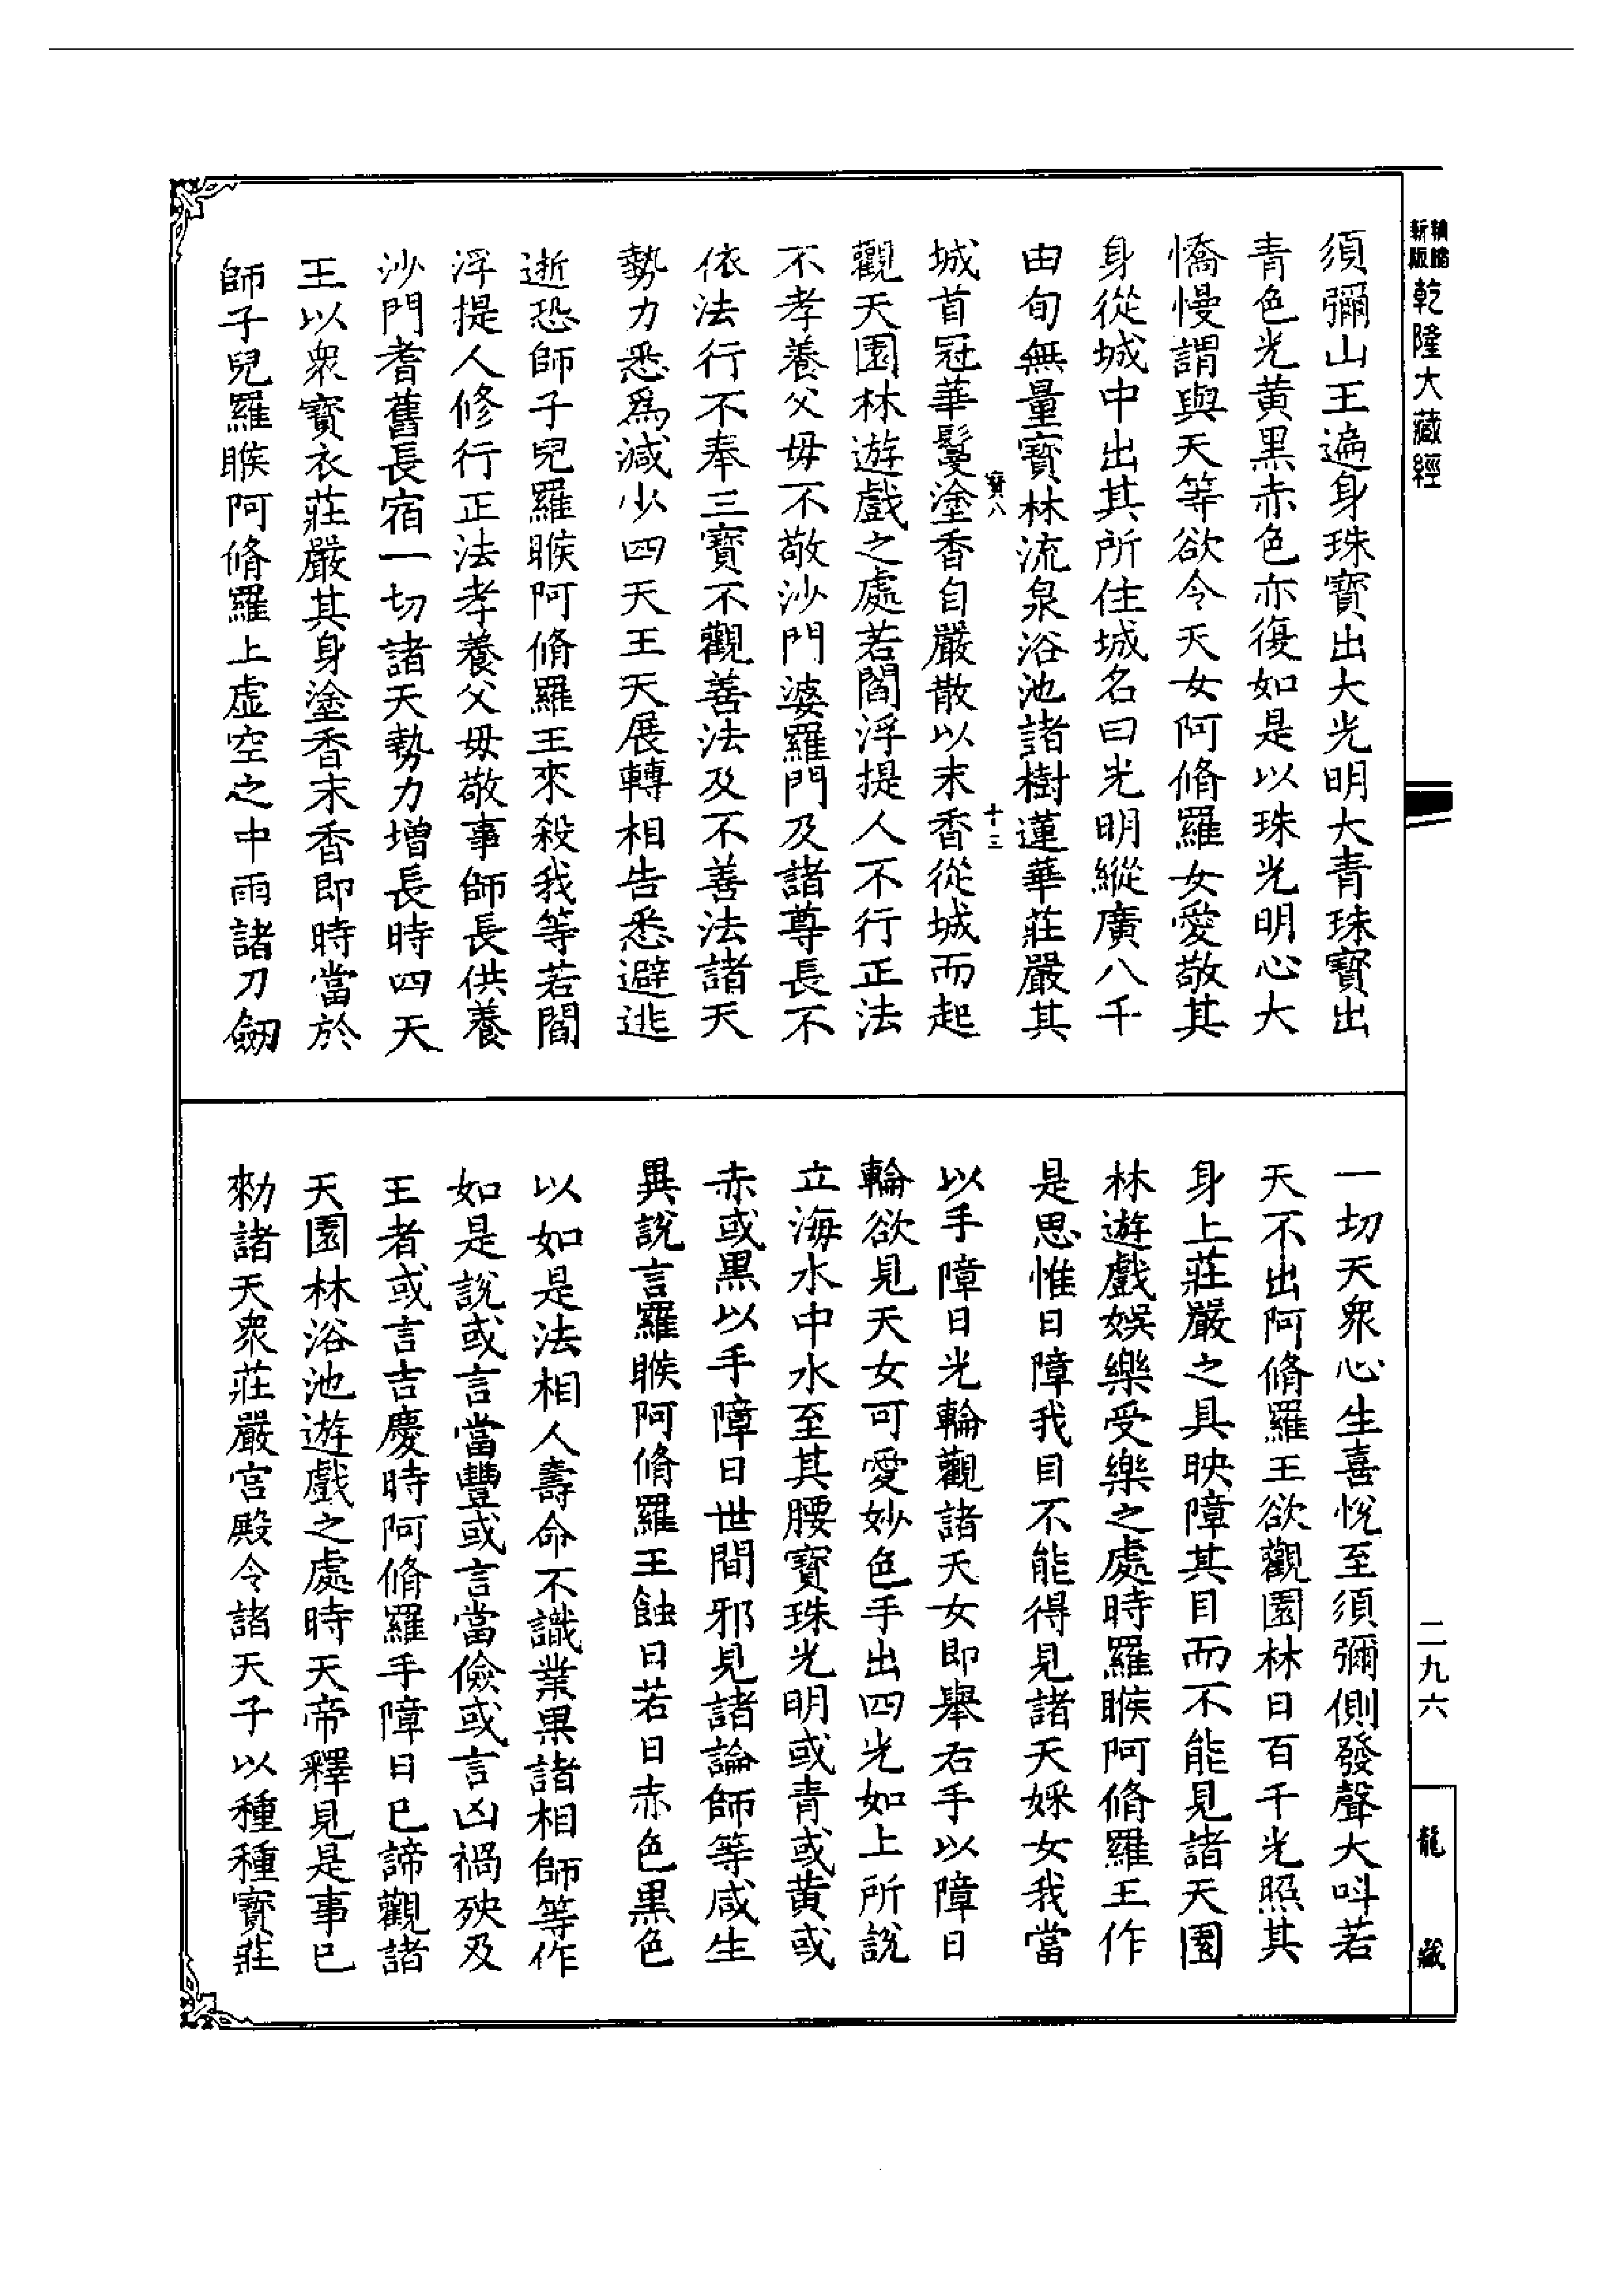 新版
乾隆大藏經
須彌山王遍身珠寶出大光明大青珠寶出
青色光黃黑赤色亦復如是以珠光明心大
憍慢謂與天等欲令天女阿脩羅女愛敬其
身從城中出其所住城名曰光明縱廣八千
由旬無量寶林流泉浴池諸樹蓮華莊嚴其
寶八 十三
城首冠華鬘塗香自嚴散以末香從城而起
觀天園林遊戲之處若閻浮提人不行正法
不孝養父母不敬沙門婆羅門及諸尊長不
依法行不奉三寶不觀善法及不善法諸天
勢力悉爲減少四天王天展轉相告悉避逃
逝恐師子兒羅睺阿脩羅王來殺我等若閻
浮提人修行正法孝養父母敬事師長供養
沙門耆舊長宿一切諸天勢力增長時四天
王以衆寶衣莊嚴其身塗香末香即時當於
師子兒羅睺阿脩羅上虛空之中雨諸刀劒
一切天衆心生喜悅至須彌側發聲大呌若
天不出阿脩羅王欲觀園林日百千光照其
身上莊嚴之具映障其目而不能見諸天園
林遊戲娛樂受樂之處時羅睺阿脩羅王作
是思惟日障我目不能得見諸天婇女我當
以手障日光輪觀諸天女即舉右手以障日
輪欲見天女可愛妙色手出四光如上所說
立海水中水至其腰寶珠光明或青或黃或
赤或黑以手障日世間邪見諸論師等咸生
異說言羅睺阿脩羅王蝕日若日赤色黑色
以如是法相人壽命不識業果諸相師等作
如是說或言當豐或言當儉或言凶禍殃及
王者或言吉慶時阿脩羅手障日已諦觀諸
天園林浴池遊戲之處時天帝釋見是事已
勑諸天衆莊嚴宮殿令諸天子以種種寶莊
二九六
龍藏